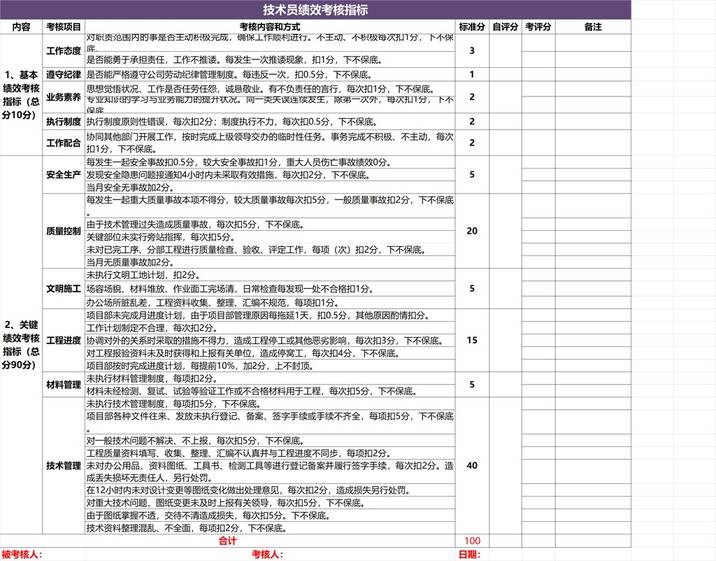 技术员绩效考核指标
内容 考核项目 考核内容和方式 标准分 自评分 考评分 备注
1、基本
绩效考核
指标（总
分10分）
工作态度
对职责范围内的事是否主动积极完成，确保工作顺利进行。不主动、不积极每次扣1分，下不保
底。
是否能勇于承担责任，工作不推诿。每发生一次推诿现象，扣1分，下不保底。
3
遵守纪律 是否能严格遵守公司劳动纪律管理制度。每违反一次，扣0.5分，下不保底。 1
业务素养
思想觉悟状况、工作是否任劳任怨，诚恳敬业。有不负责任的言行，每次扣1分，下不保底。
专业知识的学习与业务能力的提升状况。同一类失误连续发生，除第一次外，每次扣1分，下不
保底。
2
执行制度 执行制度原则性错误，每次扣2分；制度执行不力，每次扣0.5分，下不保底。 2
工作配合
协同其他部门开展工作，按时完成上级领导交办的临时性任务。事务完成不积极、不主动，每次
扣1分，下不保底。
2
2、关键
绩效考核
指标（总
分90分）
安全生产
每发生一起安全事故扣0.5分，较大安全事故扣1分，重大人员伤亡事故绩效0分。
发现安全隐患问题接通知4小时内未采取有效措施，每次扣2分，下不保底。
当月安全无事故加2分。
5
质量控制
每发生一起重大质量事故本项不得分，较大质量事故每次扣5分，一般质量事故扣2分，下不保底
。
由于技术管理过失造成质量事故，每次扣5分，下不保底。
关键部位未实行旁站指挥，每次扣5分。
未对已完工序、分部工程进行质量检查、验收、评定工作，每项（次）扣2分，下不保底。
当月无质量事故加2分。
20
文明施工
未执行文明工地计划，扣2分。
场容场貌、材料堆放、作业面工完场清，日常检查每发现一处不合格扣1分。
办公场所脏乱差，工程资料收集、整理、汇编不规范，每项扣1分。
5
工程进度
项目部未完成月进度计划，由于项目部管理原因每拖延1天，扣0.5分，其他原因酌情扣分。
工作计划制定不合理，每次扣2分。
协调对外的关系时采取的措施不得力，造成工程停工或其他恶劣影响，每次扣3分，下不保底。
对工程报验资料未及时获得和上报有关单位，造成停窝工，每次扣4分，下不保底。
项目部按时完成进度计划，每提前10%，加2分，上不封顶。
15
材料管理
未执行材料管理制度，每项扣2分。
材料未经检测、复试、试验等验证工作或不合格材料用于工程，每次扣5分，下不保底。
5
技术管理
未执行技术管理制度，每项扣5分，下不保底。
项目部各种文件往来、发放未执行登记、备案、签字手续或手续不齐全，每项扣5分，下不保底
。
对一般技术问题不解决、不上报，每次扣5分，下不保底。
工程质量资料填写、收集、整理、汇编不认真并与工程进度不同步，每项扣2分。
未对办公用品、资料图纸、工具书、检测工具等进行登记备案并履行签字手续，每次扣2分。造
成丢失损坏无责任人，另行处罚。
在12小时内未对设计变更等图纸变化做出处理意见，每次扣2分，造成损失另行处罚。
对重大技术问题、图纸变更未及时上报有关领导，每次扣5分，下不保底。
由于图纸掌握不透，交待不清造成损失，每次扣5分。下不保底。
技术资料整理混乱、不全面，每项扣2分，下不保底。
40
合计 100
被考核人： 考核人： 日期：